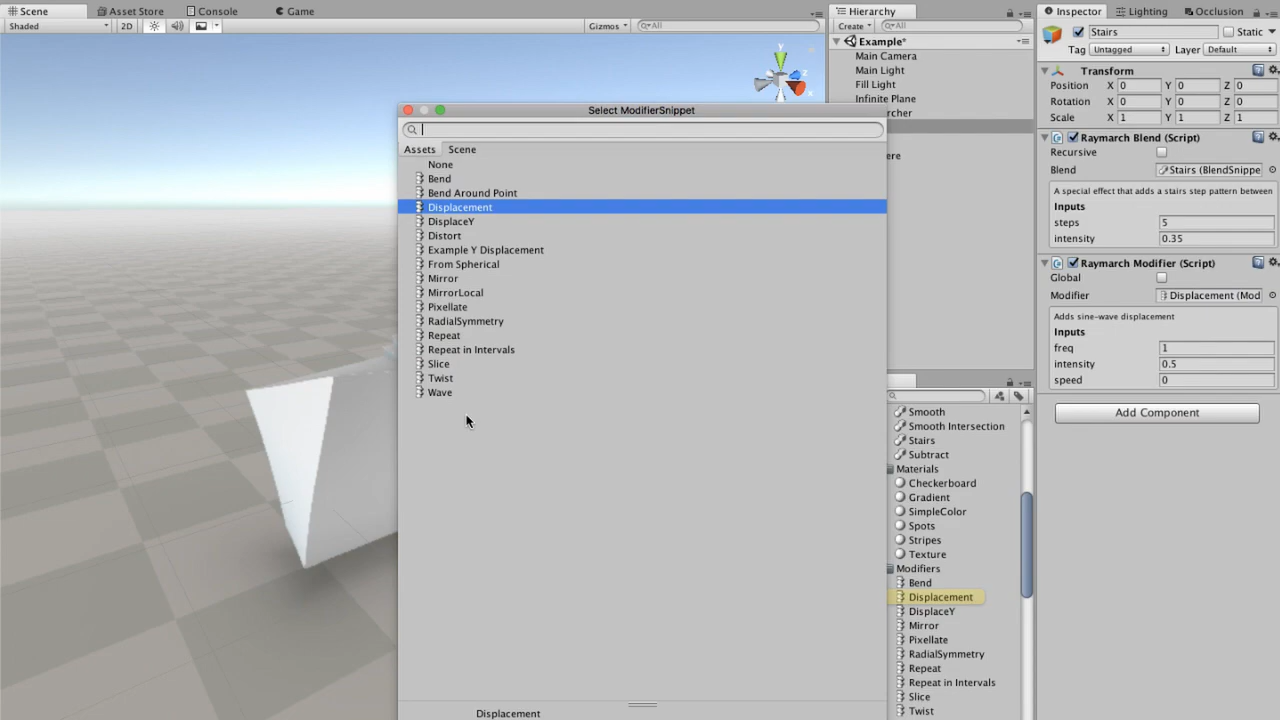 Scene
Asset Store
Console
Game
Shaded
2D
Gizmos
All
y
z
x
Hierarchy
Create
All
Example*
Main Camera
Main Light
Fill Light
Infinite Plane
rcher
ere
Select ModifierSnippet
Assets
Scene
None
Bend
Bend Around Point
Displacement
DisplaceY
Distort
Example Y Displacement
From Spherical
Mirror
MirrorLocal
Pixellate
RadialSymmetry
Repeat
Repeat in Intervals
Slice
Twist
Wave
Displacement
Smooth
Smooth Intersection
Stairs
Subtract
Materials
Checkerboard
Gradient
SimpleColor
Spots
Stripes
Texture
Modifiers
Bend
Displacement
DisplaceY
Mirror
Pixellate
RadialSymmetry
Repeat
Repeat in Intervals
Slice
Twist
Inspector
Lighting
Occlusion
Stairs
Static
Tag Untagged
Layer Default
Transform
Position X 0 Y 0 Z 0
Rotation X 0 Y 0 Z 0
Scale X 1 Y 1 Z 1
Raymarch Blend (Script)
Recursive
Blend Stairs (BlendSnippe
A special effect that adds a stairs step pattern between
Inputs
steps 5
intensity 0.35
Raymarch Modifier (Script)
Global
Modifier Displacement (Mod
Adds sine-wave displacement
Inputs
freq 1
intensity 0.5
speed 0
Add Component